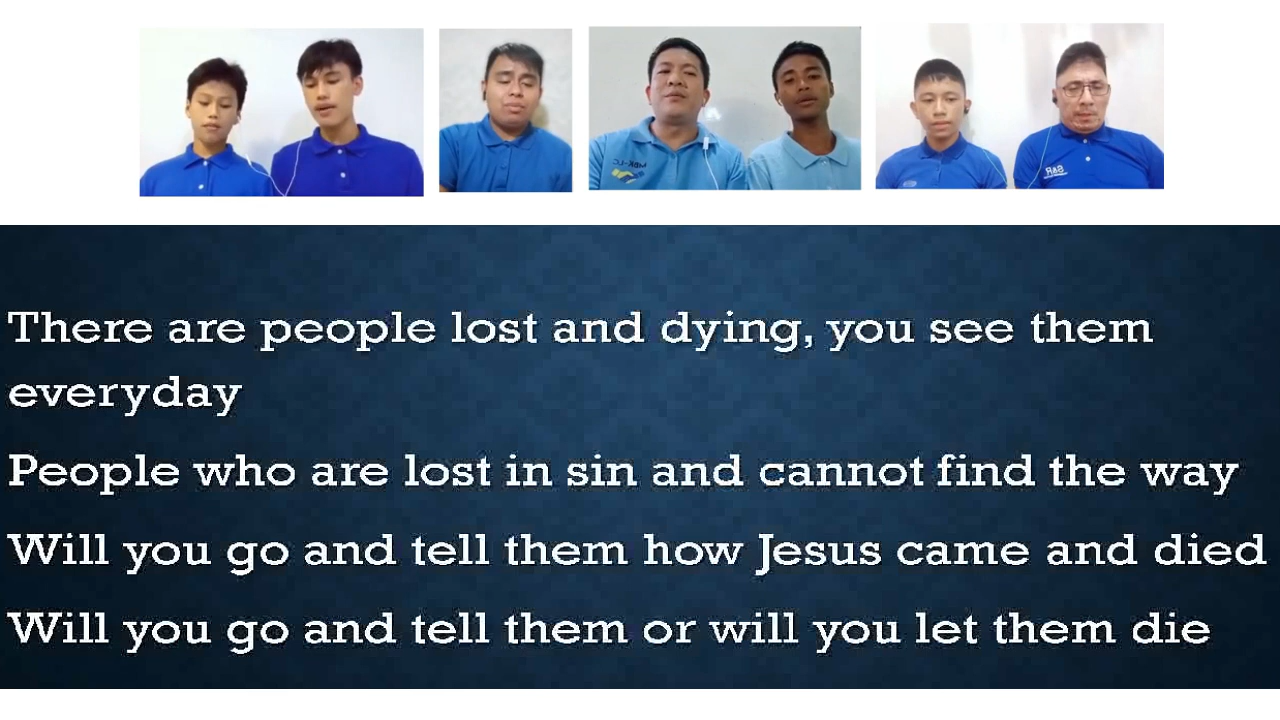 MBK-LC
S&R
There are people lost and dying, you see them
everyday
People who are lost in sin and cannot find the way
Will you go and tell them how Jesus came and died
Will you go and tell them or will you let them die